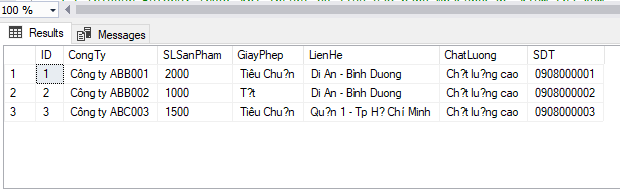 100 %
Results Messages
ID CongTy SLSanPham GiayPhep LienHe ChatLuong SDT
1 1 Công ty ABB001 2000 Tiêu Chu?n Di An - Bình Duong Ch?t lu?ng cao 0908000001
2 2 Công ty ABB002 1000 T?t Di An - Bình Duong Ch?t lu?ng cao 0908000002
3 3 Công ty ABC003 1500 Tiêu Chu?n Qu?n 1 - Tp H? Chí Minh Ch?t lu?ng cao 0908000003